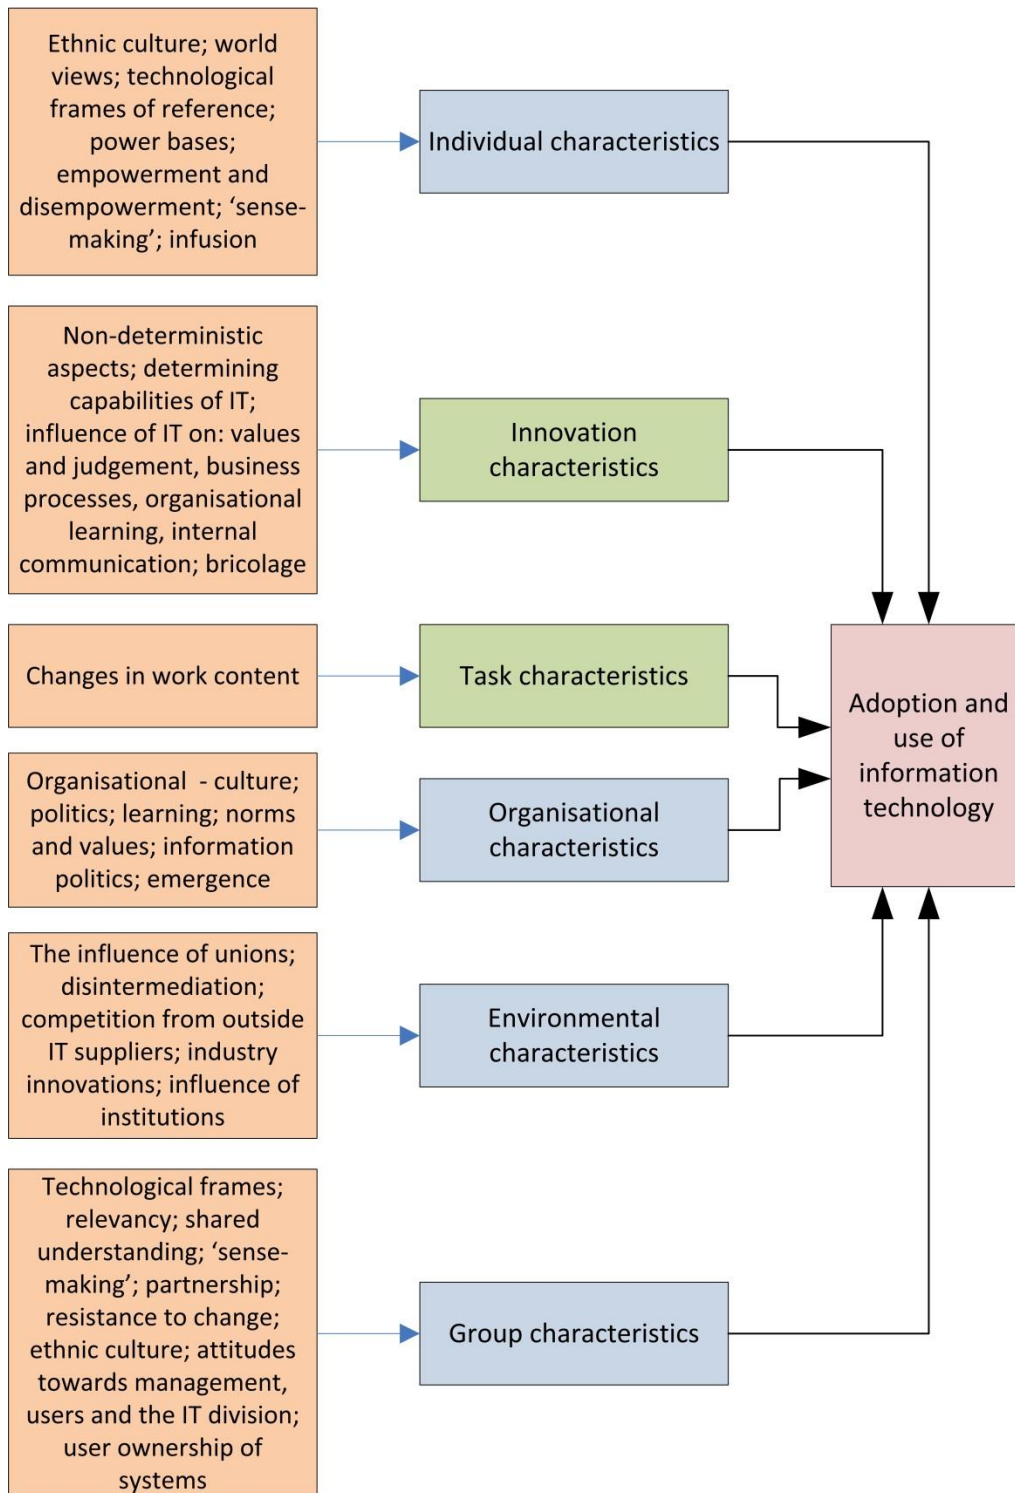 Ethnic culture; world
views; technological
frames of reference;
power bases;
empowerment and
disempowerment; ‘sense-
making’; infusion
Individual characteristics
Non-deterministic
aspects; determining
capabilities of IT;
influence of IT on: values
and judgement, business
processes, organisational
learning, internal
communication; bricolage
Innovation
characteristics
Changes in work content
Task characteristics
Adoption and
use of
information
technology
Organisational - culture;
politics; learning; norms
and values; information
politics; emergence
Organisational
characteristics
The influence of unions;
disintermediation;
competition from outside
IT suppliers; industry
innovations; influence of
institutions
Environmental
characteristics
Technological frames;
relevancy; shared
understanding; ‘sense-
making’; partnership;
resistance to change;
ethnic culture; attitudes
towards management,
users and the IT division;
user ownership of
systems
Group characteristics